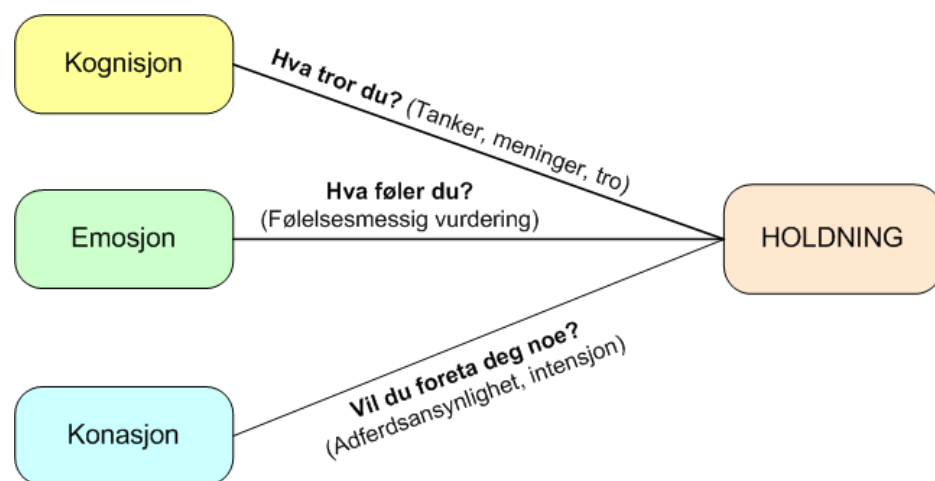 Kognisjon
Hva tror du? (Tanker, meninger, tro)
Hva føler du?
(Følelsesmessig vurdering)
Emosjon
HOLDNING
Vil du foreta deg noe?
(Adferdsansynlighet, intensjon)
Konasjon